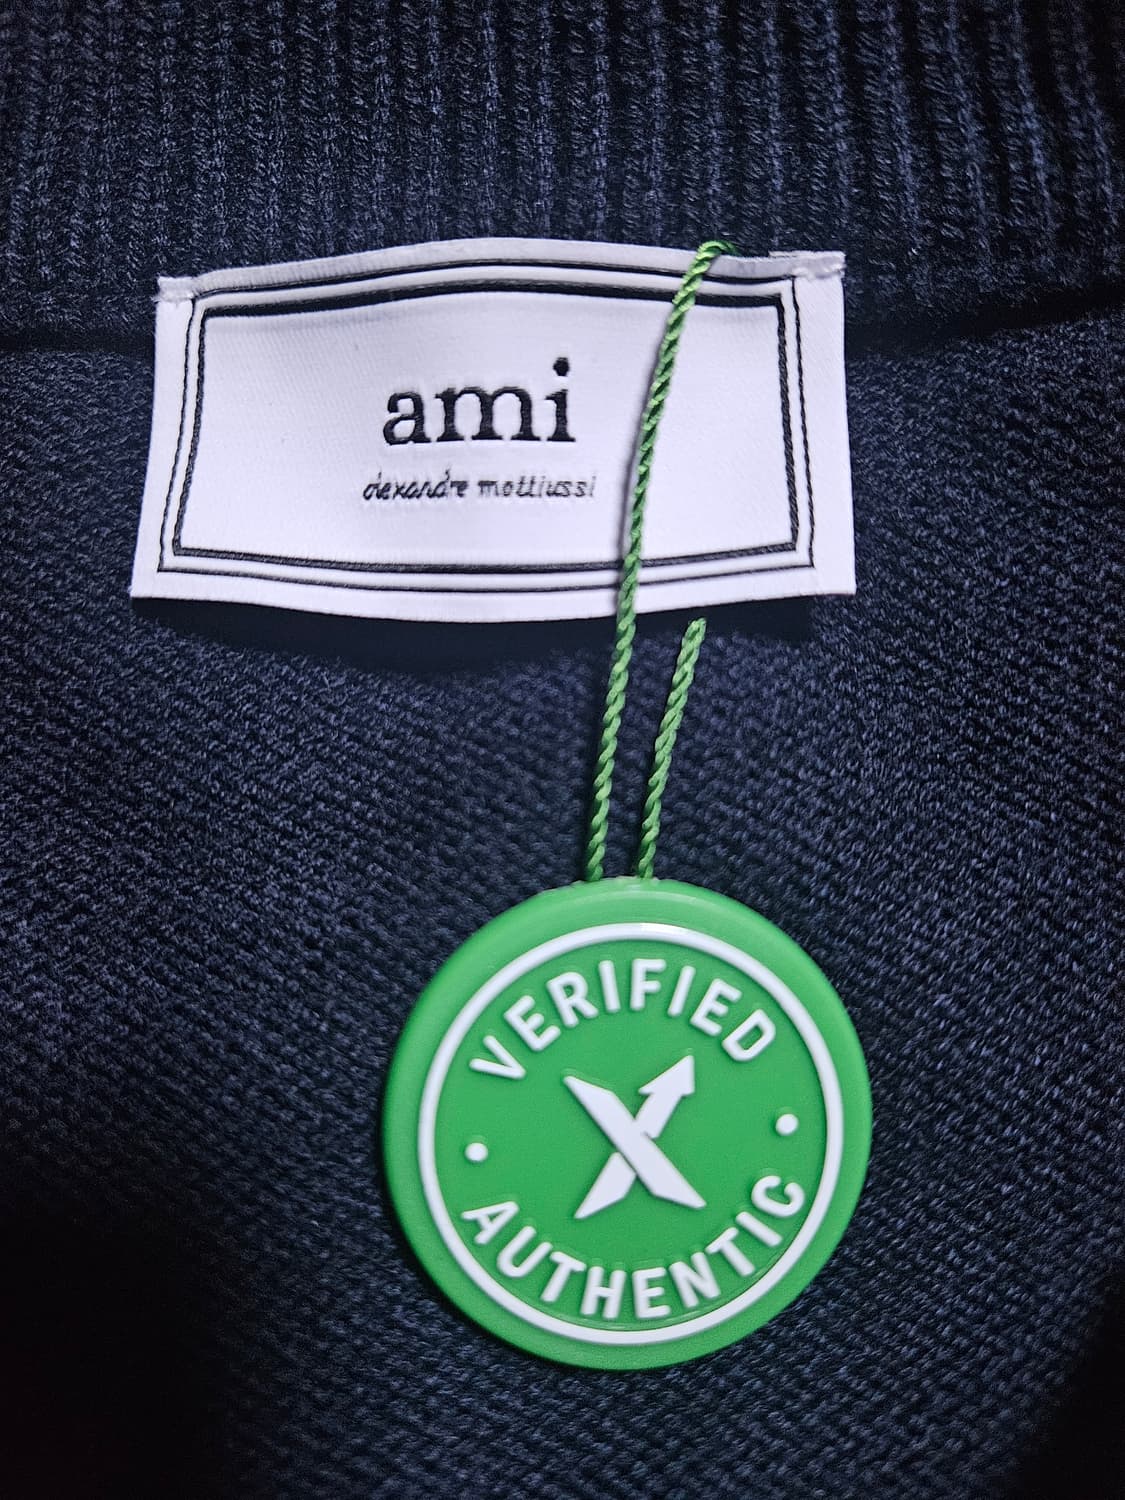 ami
alexandre mattiussi
VERIFIED
X
AUTHENTIC